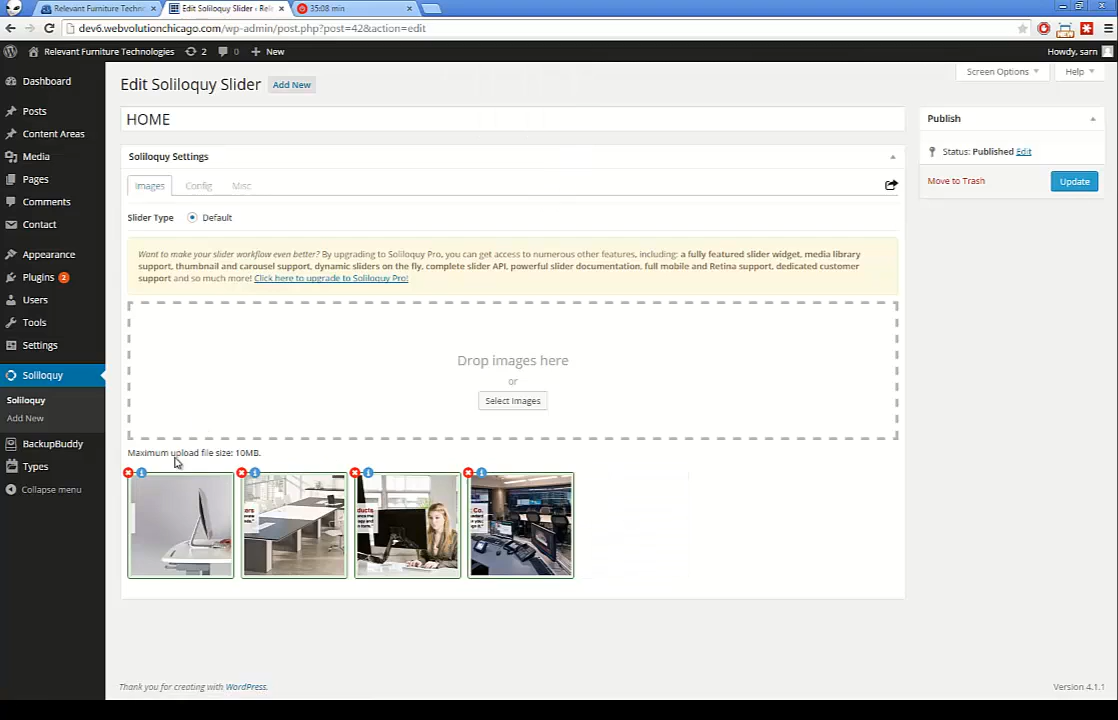 Relevant Furniture Techn
Edit Soliloquy Slider ‹ Rel
35:08 min
dev6.webvolutionchicago.com/wp-admin/post.php?post=42&action=edit
Relevant Furniture Technologies 2 0 + New Howdy, sarn
Screen Options Help
Dashboard
Posts
Content Areas
Media
Pages
Comments
Contact
Appearance
Plugins 2
Users
Tools
Settings
Soliloquy
Soliloquy
Add New
BackupBuddy
Types
Collapse menu
Edit Soliloquy Slider Add New
HOME
Soliloquy Settings
Images Config Misc
Slider Type Default
Want to make your slider workflow even better? By upgrading to Soliloquy Pro, you can get access to numerous other features, including: a fully featured slider widget, media library
support, thumbnail and carousel support, dynamic sliders on the fly, complete slider API, powerful slider documentation, full mobile and Retina support, dedicated customer
support and so much more! Click here to upgrade to Soliloquy Pro!
Drop images here
or
Select Images
Maximum upload file size: 10MB.
Publish
Status: Published Edit
Move to Trash Update
Thank you for creating with WordPress.
Version 4.1.1